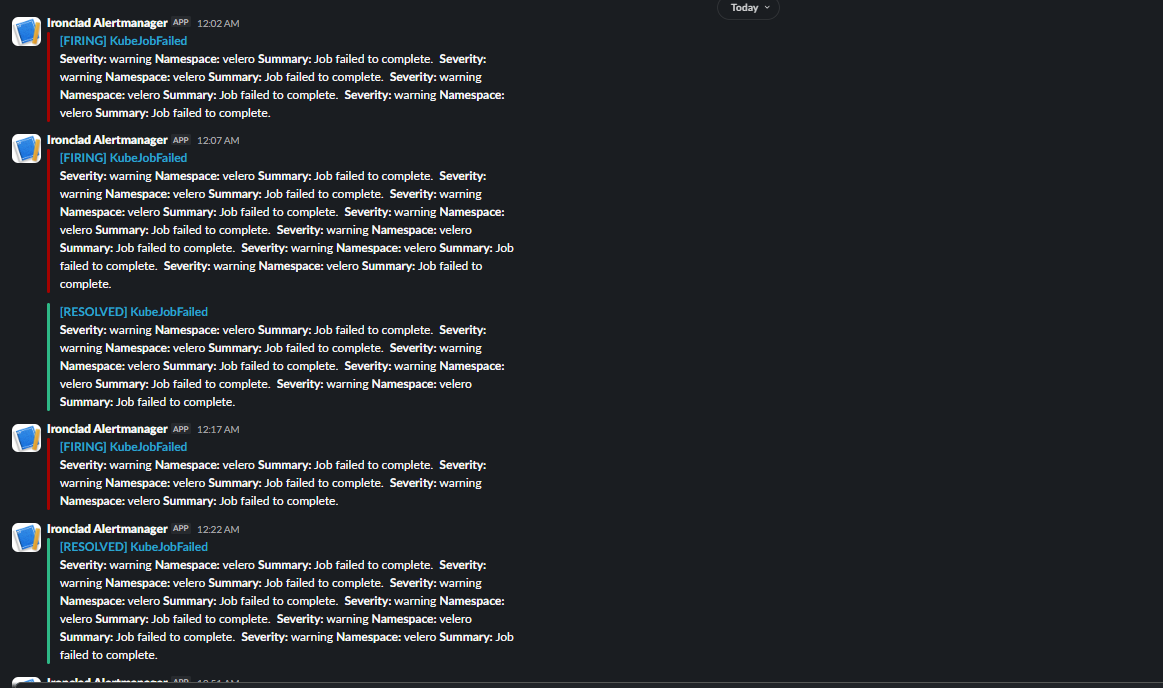 Today
Ironclad Alertmanager APP 12:02 AM
[FIRING] KubeJobFailed
Severity: warning Namespace: velero Summary: Job failed to complete. Severity:
warning Namespace: velero Summary: Job failed to complete. Severity: warning
Namespace: velero Summary: Job failed to complete. Severity: warning Namespace:
velero Summary: Job failed to complete.
Ironclad Alertmanager APP 12:07 AM
[FIRING] KubeJobFailed
Severity: warning Namespace: velero Summary: Job failed to complete. Severity:
warning Namespace: velero Summary: Job failed to complete. Severity: warning
Namespace: velero Summary: Job failed to complete. Severity: warning Namespace:
velero Summary: Job failed to complete. Severity: warning Namespace: velero
Summary: Job failed to complete. Severity: warning Namespace: velero Summary: Job
failed to complete. Severity: warning Namespace: velero Summary: Job failed to
complete.
[RESOLVED] KubeJobFailed
Severity: warning Namespace: velero Summary: Job failed to complete. Severity:
warning Namespace: velero Summary: Job failed to complete. Severity: warning
Namespace: velero Summary: Job failed to complete. Severity: warning Namespace:
velero Summary: Job failed to complete. Severity: warning Namespace: velero
Summary: Job failed to complete.
Ironclad Alertmanager APP 12:17 AM
[FIRING] KubeJobFailed
Severity: warning Namespace: velero Summary: Job failed to complete. Severity:
warning Namespace: velero Summary: Job failed to complete. Severity: warning
Namespace: velero Summary: Job failed to complete.
Ironclad Alertmanager APP 12:22 AM
[RESOLVED] KubeJobFailed
Severity: warning Namespace: velero Summary: Job failed to complete. Severity:
warning Namespace: velero Summary: Job failed to complete. Severity: warning
Namespace: velero Summary: Job failed to complete. Severity: warning Namespace:
velero Summary: Job failed to complete. Severity: warning Namespace: velero
Summary: Job failed to complete. Severity: warning Namespace: velero Summary: Job
failed to complete.
Ironclad Alertmanager APP